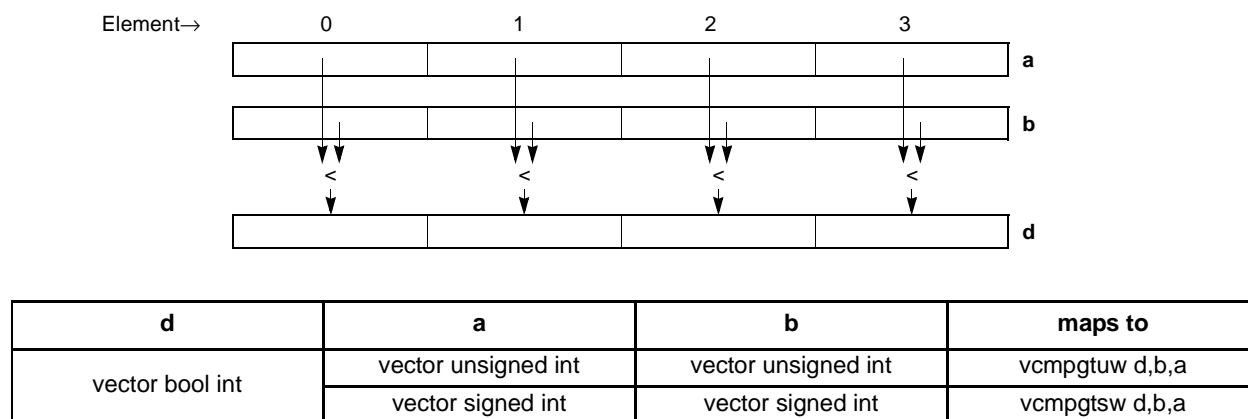 Element→ 0 1 2 3
a
b
< < < <
d
d a b maps to
vector bool int vector unsigned int vector unsigned int vcmpgtuw d,b,a
vector signed int vector signed int vcmpgtsw d,b,a